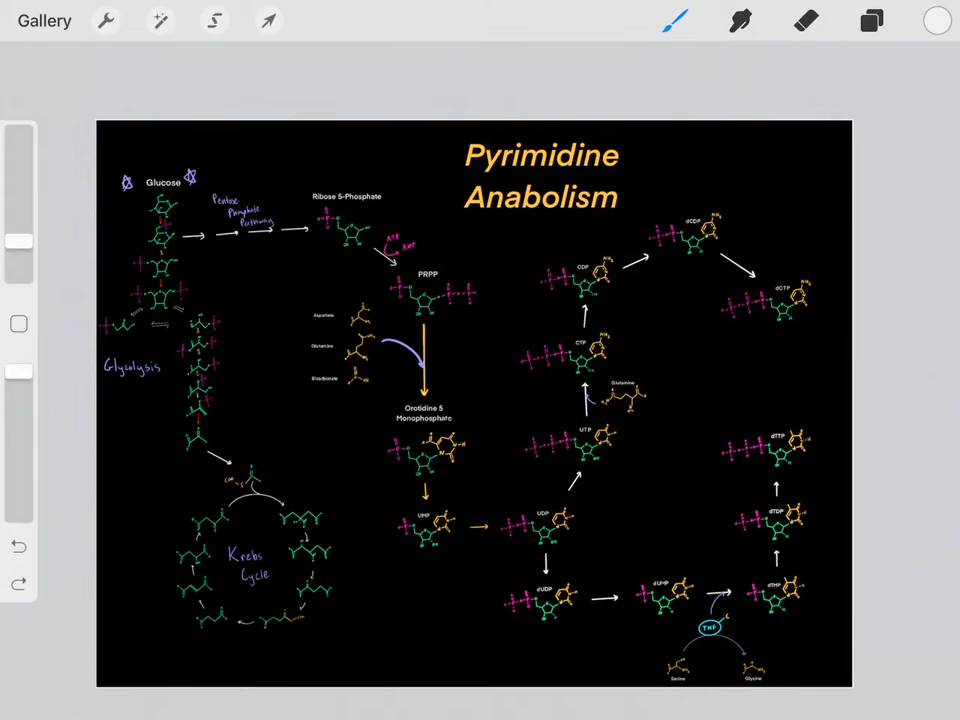 Gallery
Pyrimidine
Anabolism
Glucose
Pentose
Phosphate
Pathway
Ribose 5-Phosphate
ATP
AMP
PRPP
Aspartate
Glutamine
Bicarbonate
Glycolysis
Orotidine 5
Monophosphate
UMP
UDP
UTP
Glutamine
CTP
CDP
dCDP
dCTP
dUDP
dUMP
dTMP
dTDP
dTTP
THF
C
Serine
Glycine
Krebs
Cycle